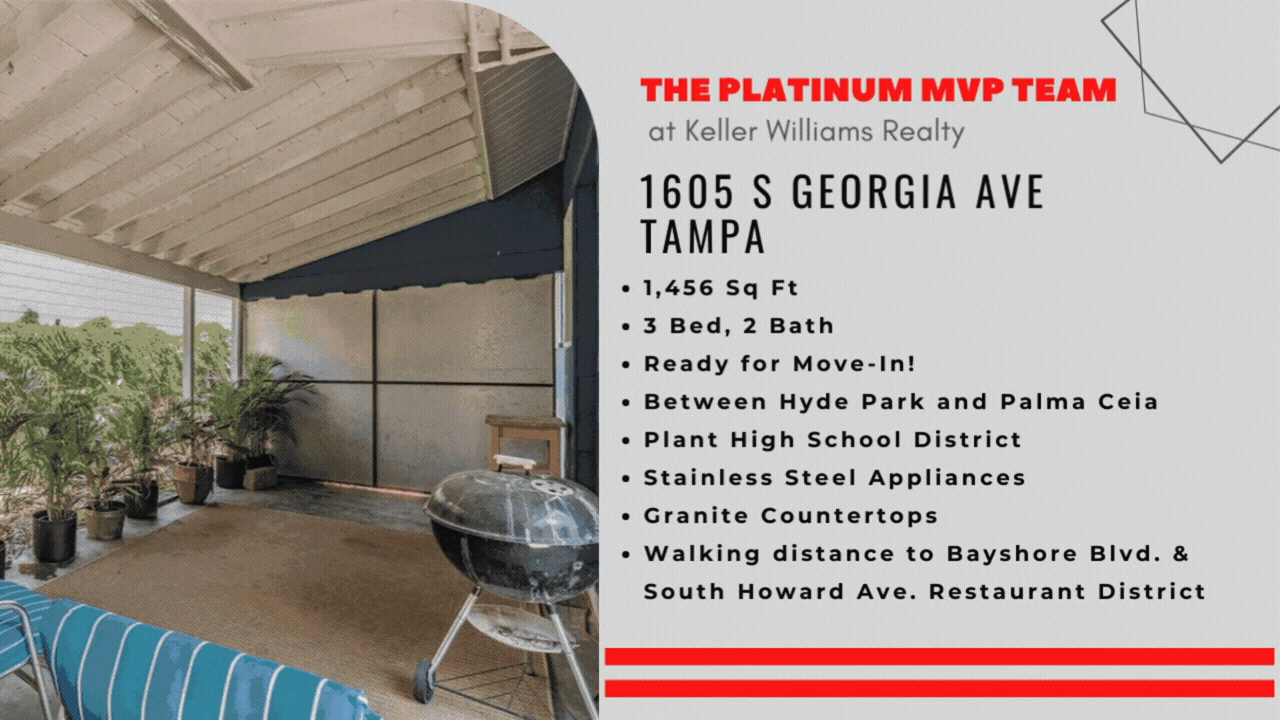 THE PLATINUM MVP TEAM
at Keller Williams Realty
1605 S GEORGIA AVE
TAMPA
• 1,456 Sq Ft
• 3 Bed, 2 Bath
• Ready for Move-In!
• Between Hyde Park and Palma Ceia
• Plant High School District
• Stainless Steel Appliances
• Granite Countertops
• Walking distance to Bayshore Blvd. &
South Howard Ave. Restaurant District